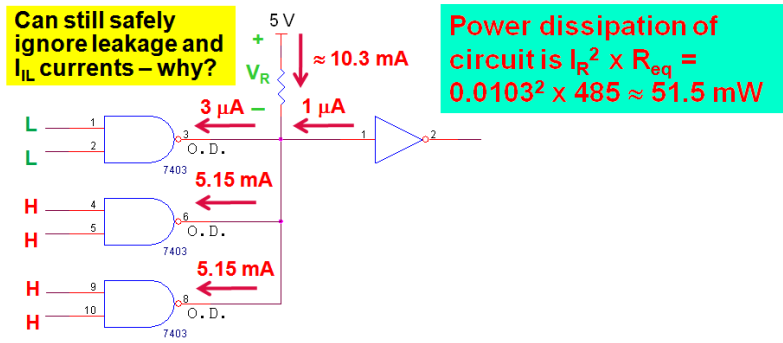 Can still safely
ignore leakage and
I_IL currents – why?
5 V
+
V_R
–
≈ 10.3 mA
Power dissipation of
circuit is I_R² x R_eq =
0.0103² x 485 ≈ 51.5 mW
3 µA
1 µA
L
1
3
O.D.
L
2
7403
1
2
5.15 mA
H
4
6
O.D.
H
5
7403
5.15 mA
H
9
8
O.D.
H
10
7403